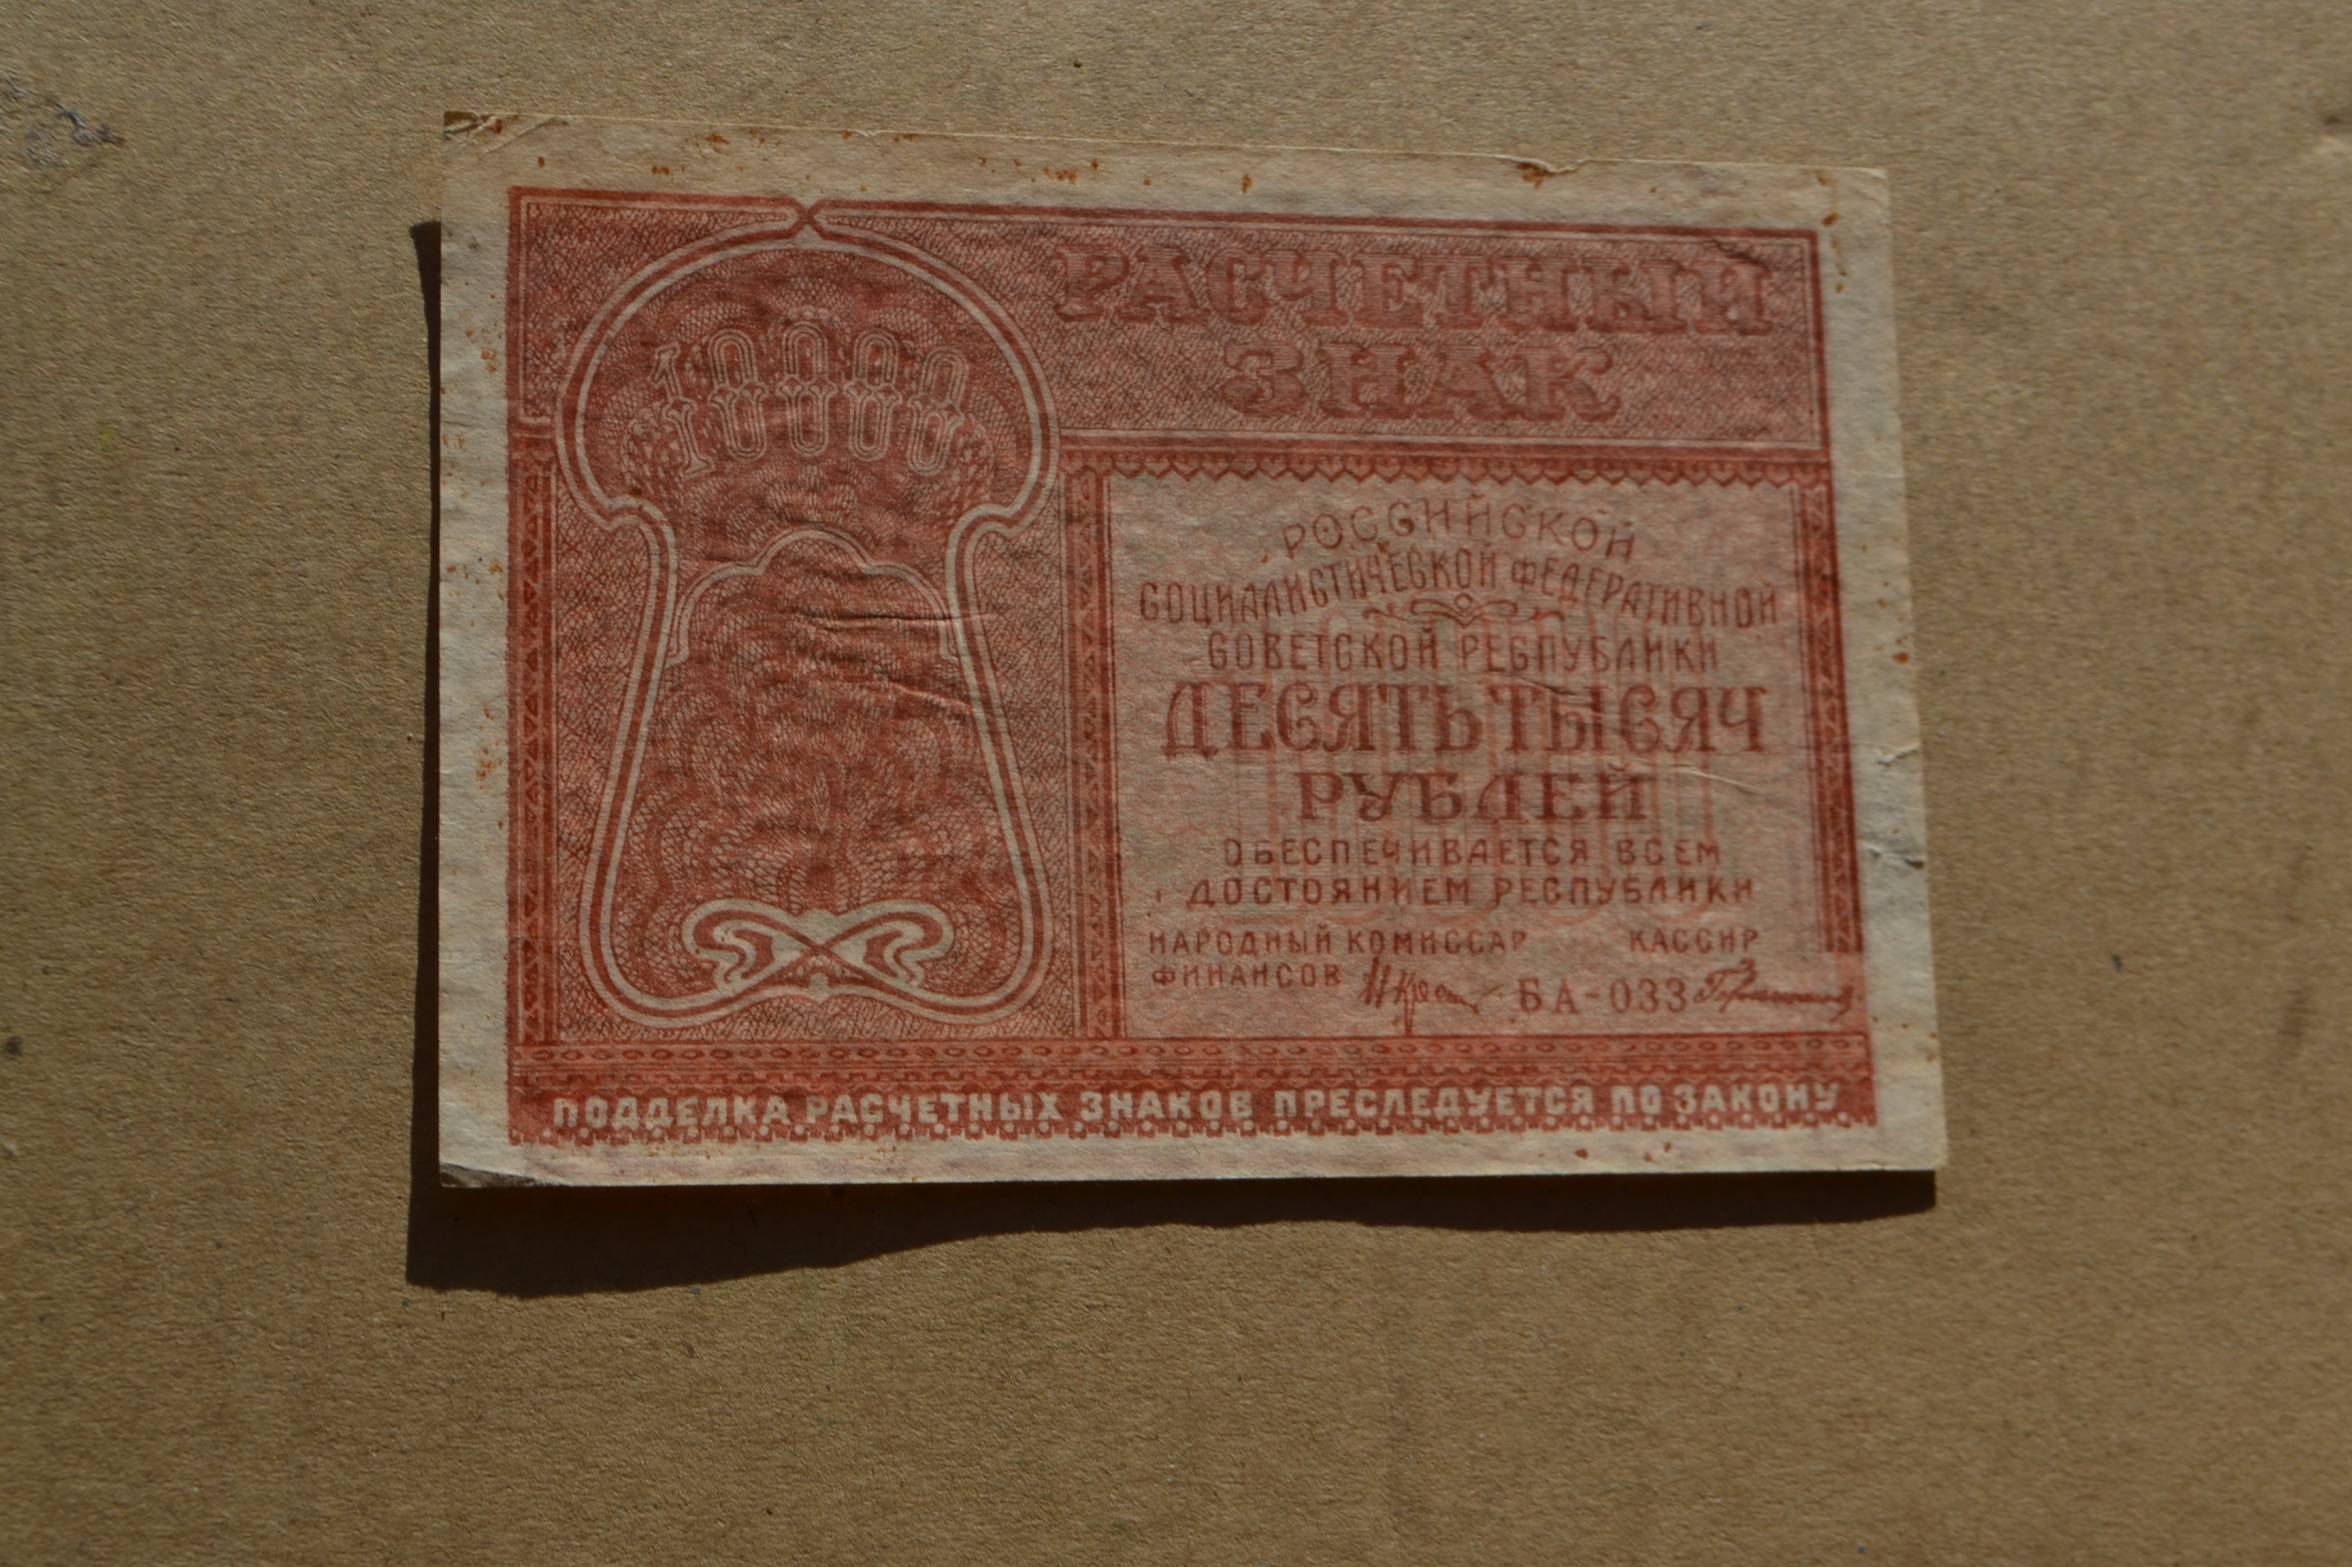 РАСЧЕТНЫЙ
ЗНАК
10000
10000
РОССИЙСКОЙ
СОЦИАЛИСТИЧЕСКОЙ ФЕДЕРАТИВНОЙ
СОВЕТСКОЙ РЕСПУБЛИКИ
ДЕСЯТЬ ТЫСЯЧ
РУБЛЕЙ
ОБЕСПЕЧИВАЕТСЯ ВСЕМ
ДОСТОЯНИЕМ РЕСПУБЛИКИ
НАРОДНЫЙ КОМИССАР КАССИР
ФИНАНСОВ БА-033
ПОДДЕЛКА РАСЧЕТНЫХ ЗНАКОВ ПРЕСЛЕДУЕТСЯ ПО ЗАКОНУ